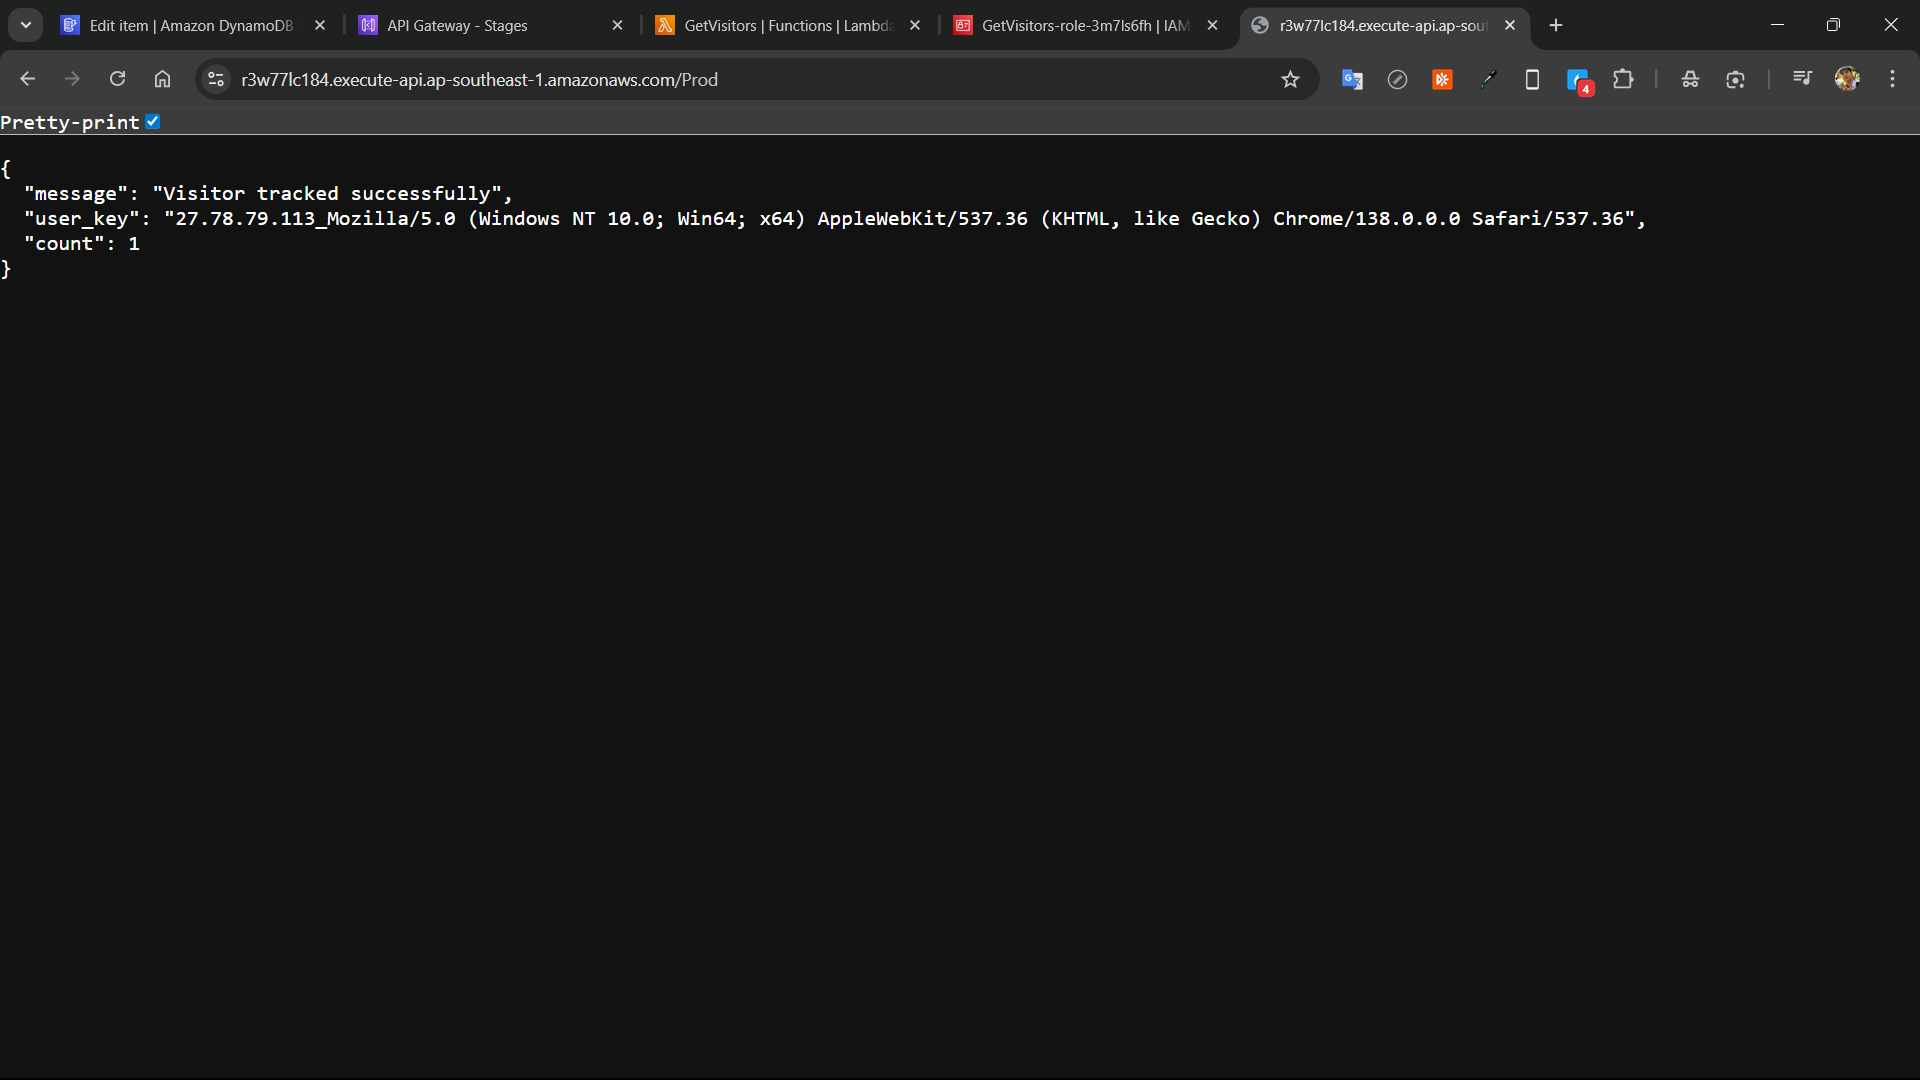 Edit item | Amazon DynamoDB
API Gateway - Stages
GetVisitors | Functions | Lambda
GetVisitors-role-3m7ls6fh | IAM
r3w77lc184.execute-api.ap-sout
r3w77lc184.execute-api.ap-southeast-1.amazonaws.com/Prod
4
Pretty-print
{
"message": "Visitor tracked successfully",
"user_key": "27.78.79.113_Mozilla/5.0 (Windows NT 10.0; Win64; x64) AppleWebKit/537.36 (KHTML, like Gecko) Chrome/138.0.0.0 Safari/537.36",
"count": 1
}